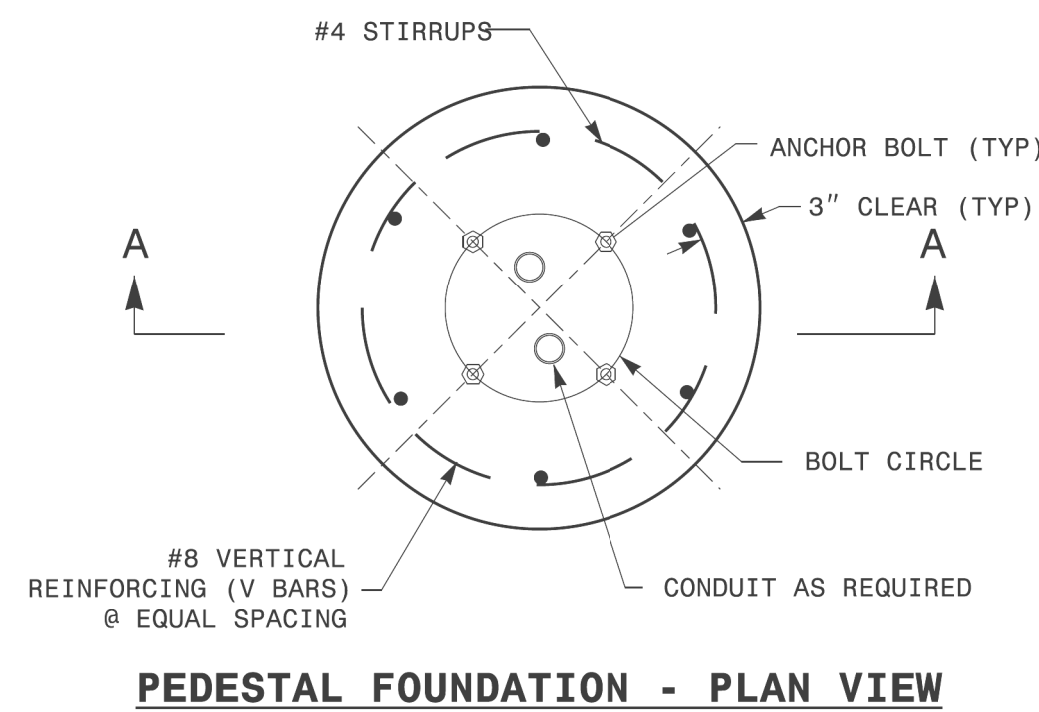 #4 STIRRUPS
ANCHOR BOLT (TYP)
3" CLEAR (TYP)
A
A
BOLT CIRCLE
#8 VERTICAL
REINFORCING (V BARS)
@ EQUAL SPACING
CONDUIT AS REQUIRED
PEDESTAL FOUNDATION - PLAN VIEW